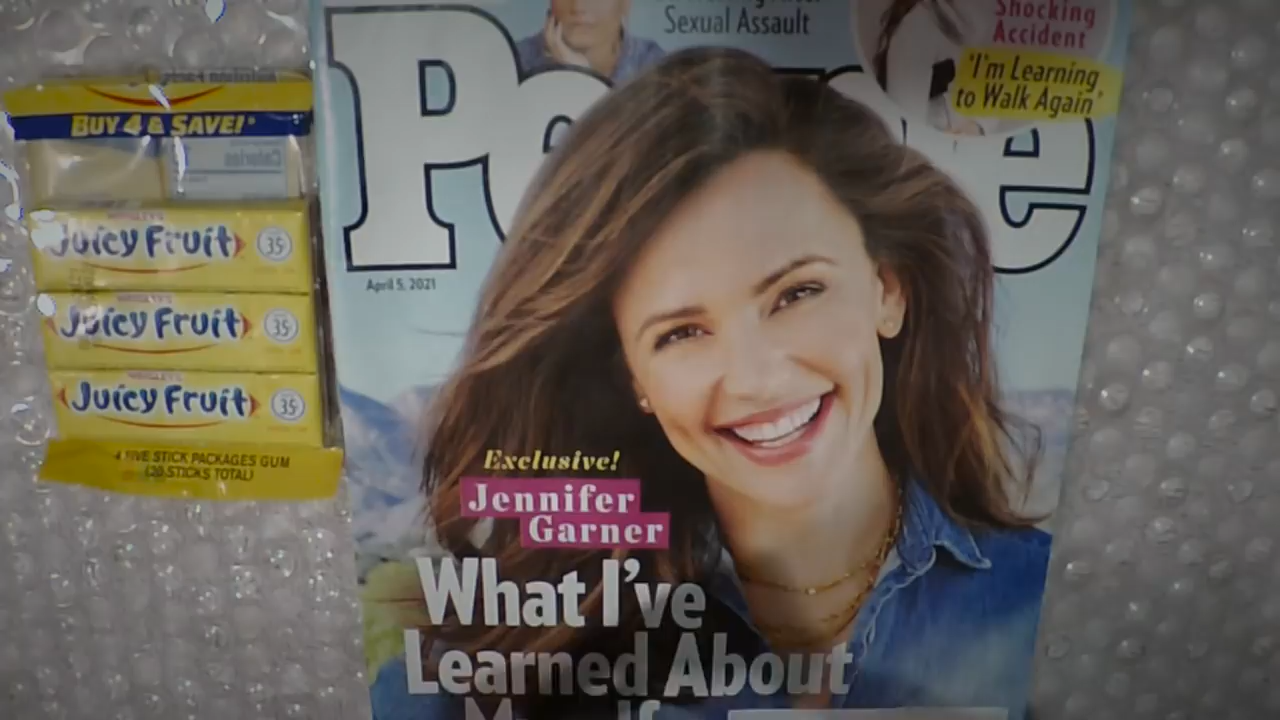 BUY 4 & SAVE!*
Calories
Juicy Fruit
35¢
Juicy Fruit
35¢
Juicy Fruit
35¢
4 FIVE STICK PACKAGES GUM
(20 STICKS TOTAL)
Sexual Assault
Shocking
Accident
'I'm Learning
to Walk Again'
People
April 5, 2021
Exclusive!
Jennifer
Garner
What I've
Learned About